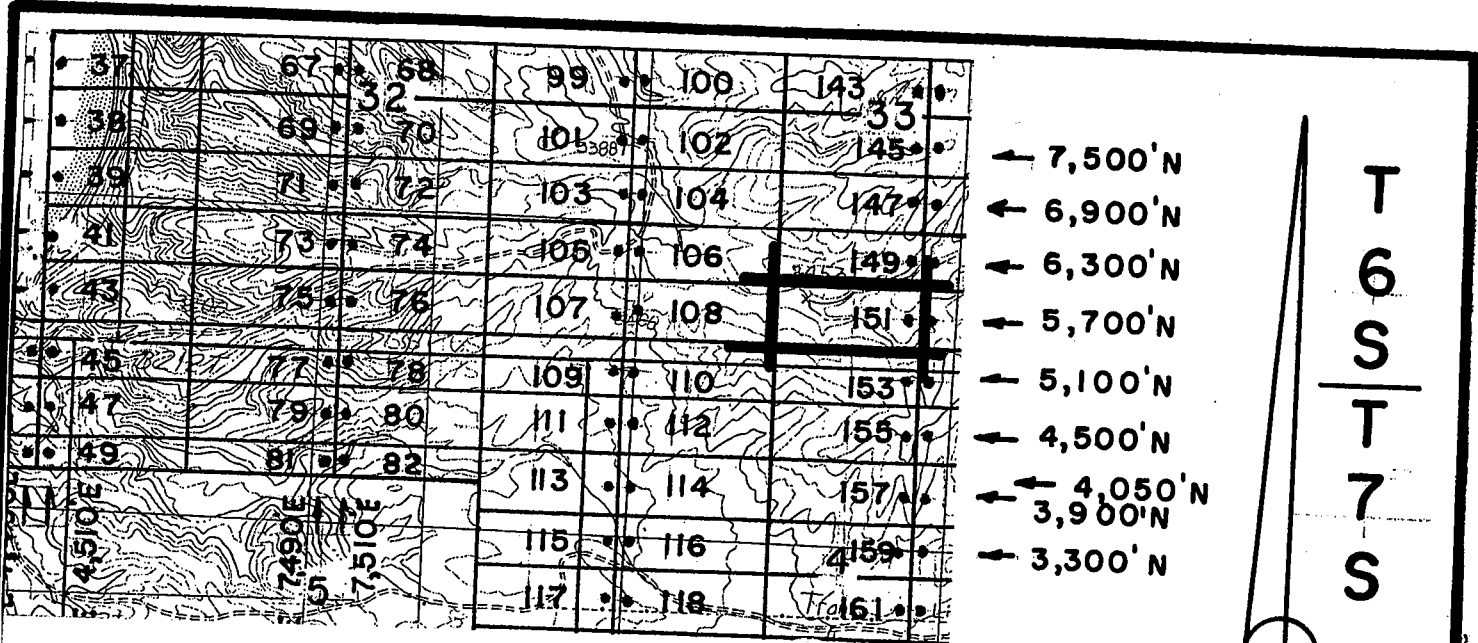 37 67 68 99 100 143
32 33
38 69 70 101 5388 102 145 ← 7,500'N
39 71 72 103 104 147 ← 6,900'N
41 73 74 105 106 149 ← 6,300'N
43 75 76 107 108 151 ← 5,700'N
45 77 78 109 110 153 ← 5,100'N
47 79 80 111 112 155 ← 4,500'N
49 81 82 113 114 157 ← 4,050'N
← 3,900'N
115 116 4 159 ← 3,300'N
117 118 161
4,510E
7,490E
7,510E
5
T
6
S
T
7
S